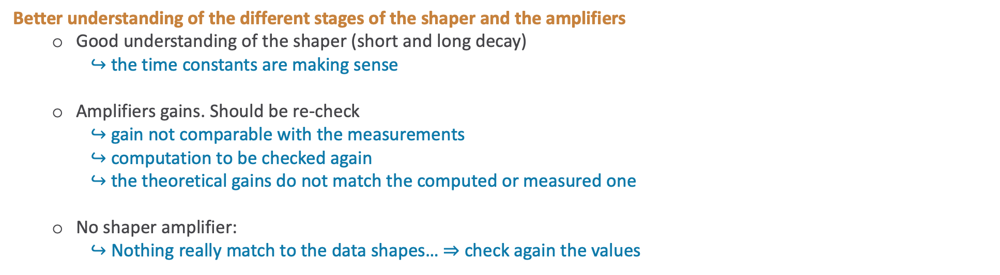 Better understanding of the different stages of the shaper and the amplifiers
○ Good understanding of the shaper (short and long decay)
↪ the time constants are making sense
○ Amplifiers gains. Should be re-check
↪ gain not comparable with the measurements
↪ computation to be checked again
↪ the theoretical gains do not match the computed or measured one
○ No shaper amplifier:
↪ Nothing really match to the data shapes... ⇒ check again the values